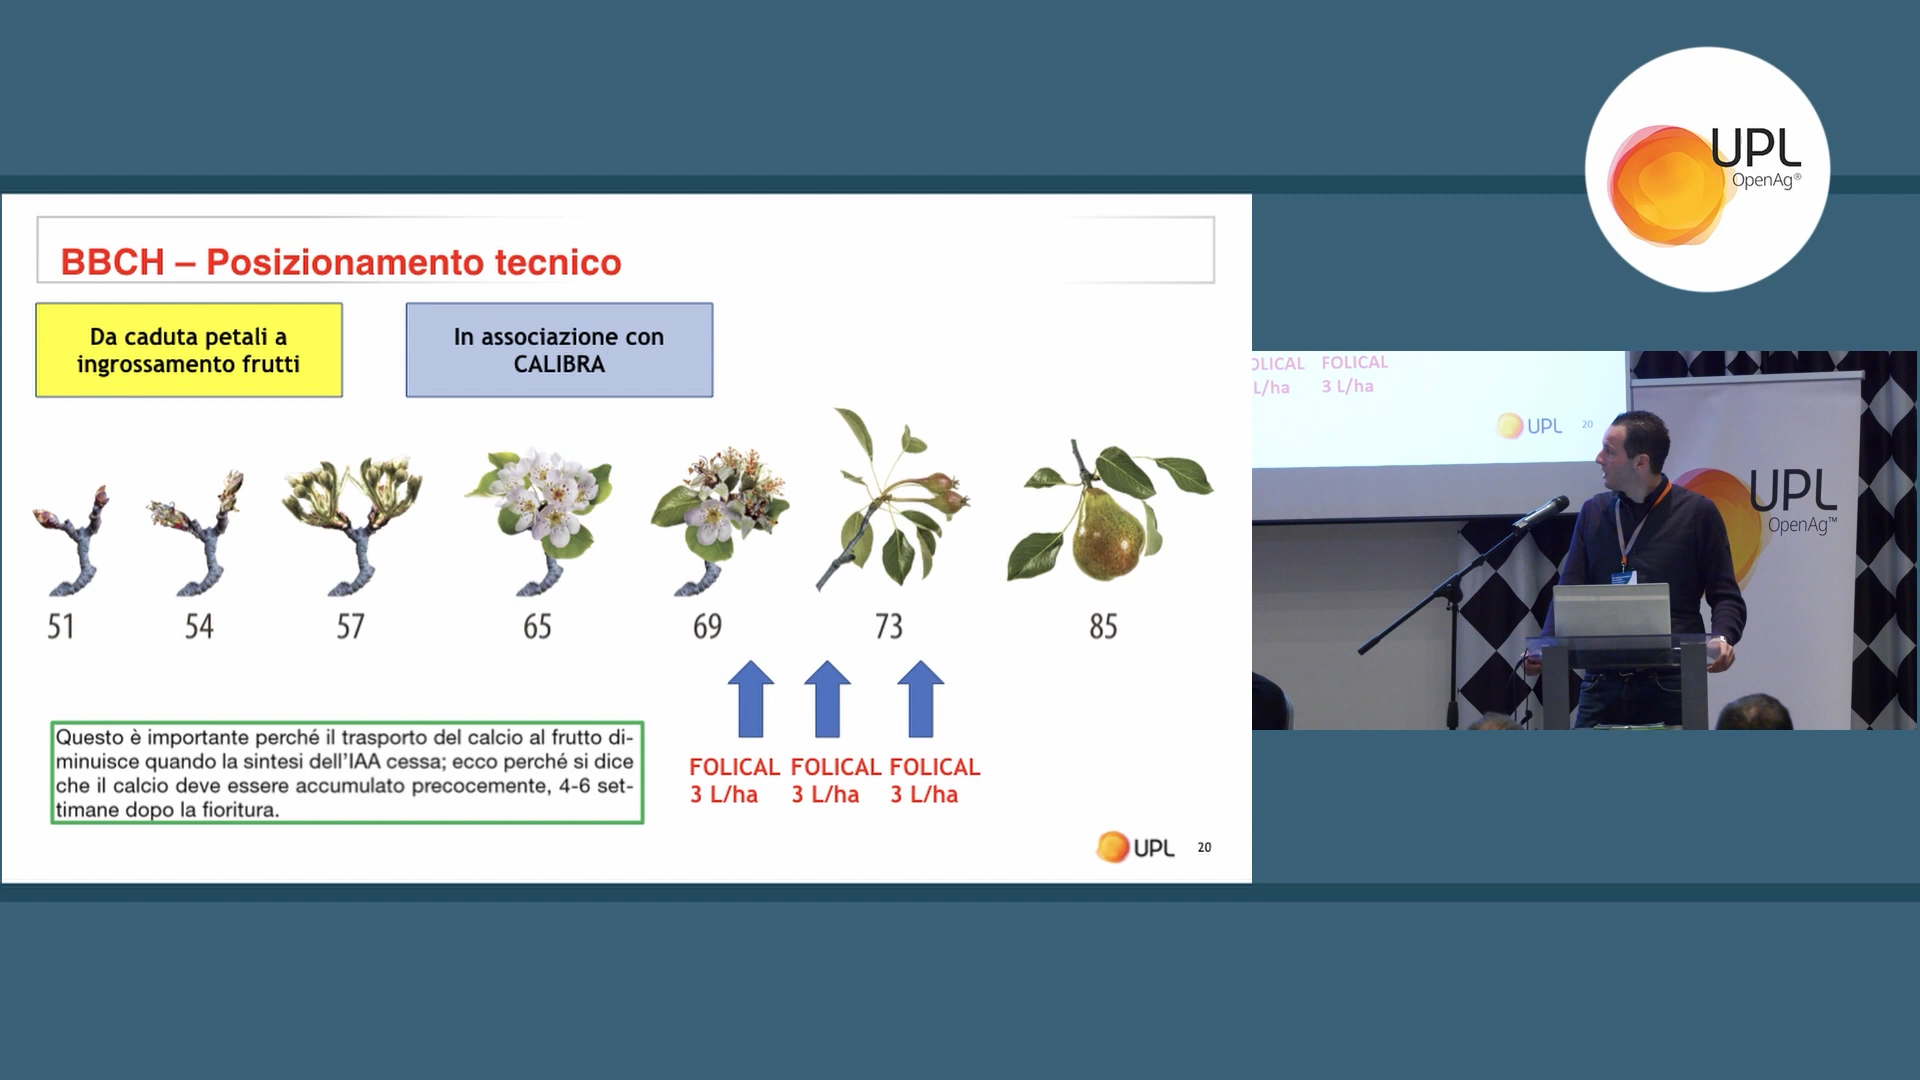 UPL
OpenAg®
BBCH – Posizionamento tecnico
Da caduta petali a
ingrossamento frutti
In associazione con
CALIBRA
51 54 57 65 69 73 85
FOLICAL FOLICAL FOLICAL
3 L/ha 3 L/ha 3 L/ha
Questo è importante perché il trasporto del calcio al frutto di-
minuisce quando la sintesi dell'IAA cessa; ecco perché si dice
che il calcio deve essere accumulato precocemente, 4-6 set-
timane dopo la fioritura.
UPL 20
OLICAL FOLICAL
L/ha 3 L/ha
UPL 20
UPL
OpenAg™